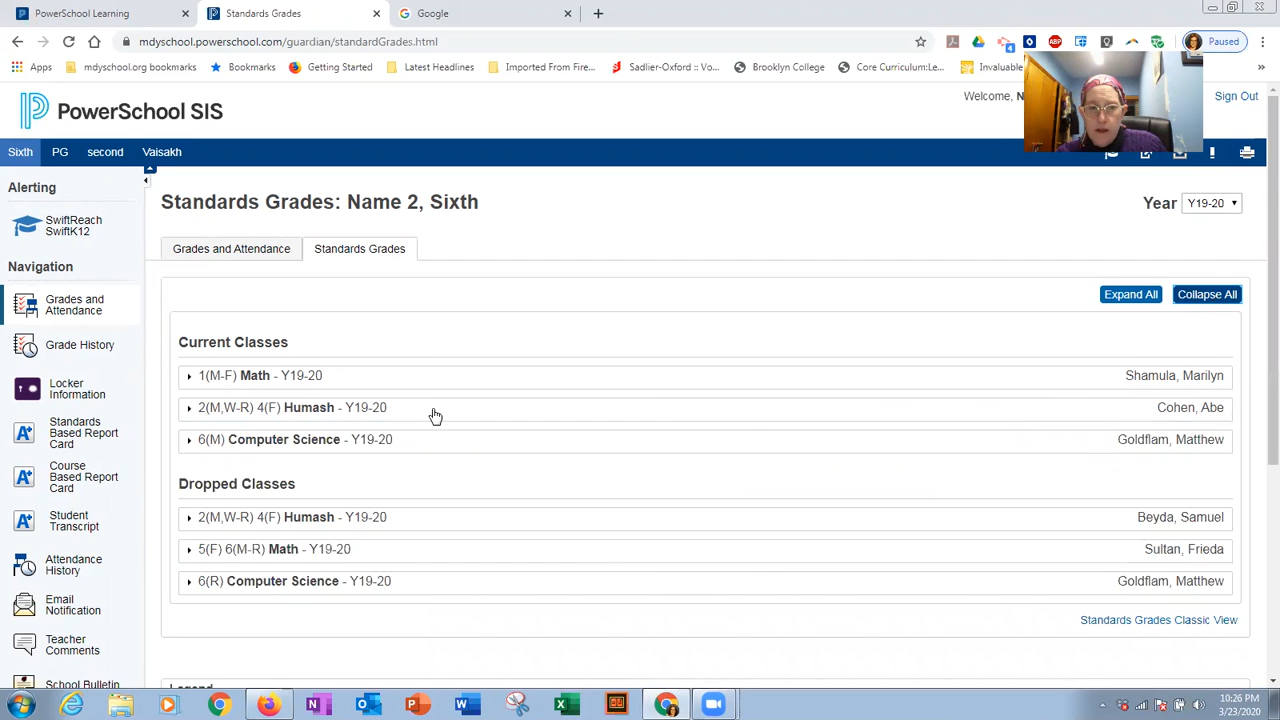 PowerSchool Learning
Standards Grades
Google
mdyschool.powerschool.com/guardian/standardGrades.html
ABP
4
Paused
Apps
mdyschool.org bookmarks
Bookmarks
Getting Started
Latest Headlines
Imported From Fire...
Sadlier-Oxford :: Vo...
Brooklyn College
Core Curriculum:Le...
Invaluable
PowerSchool SIS
Welcome, N
Sign Out
Sixth
PG
second
Vaisakh
Alerting
SwiftReach
SwiftK12
Navigation
Grades and
Attendance
Grade History
Locker
Information
Standards
Based Report
Card
Course
Based Report
Card
Student
Transcript
Attendance
History
Email
Notification
Teacher
Comments
School Bulletin
Standards Grades: Name 2, Sixth
Year
Y19-20
Grades and Attendance
Standards Grades
Expand All
Collapse All
Current Classes
1(M-F) Math - Y19-20
Shamula, Marilyn
2(M,W-R) 4(F) Humash - Y19-20
Cohen, Abe
6(M) Computer Science - Y19-20
Goldflam, Matthew
Dropped Classes
2(M,W-R) 4(F) Humash - Y19-20
Beyda, Samuel
5(F) 6(M-R) Math - Y19-20
Sultan, Frieda
6(R) Computer Science - Y19-20
Goldflam, Matthew
Standards Grades Classic View
Legend
10:26 PM
3/23/2020